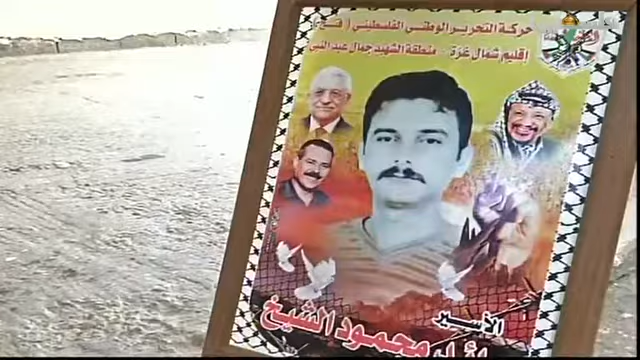 حركة التحرير الوطني الفلسطيني ( فتح )
إقليم شمال غزة - منطقة الشهيد جمال عبد النبي
الأسير
محمود الشيخ